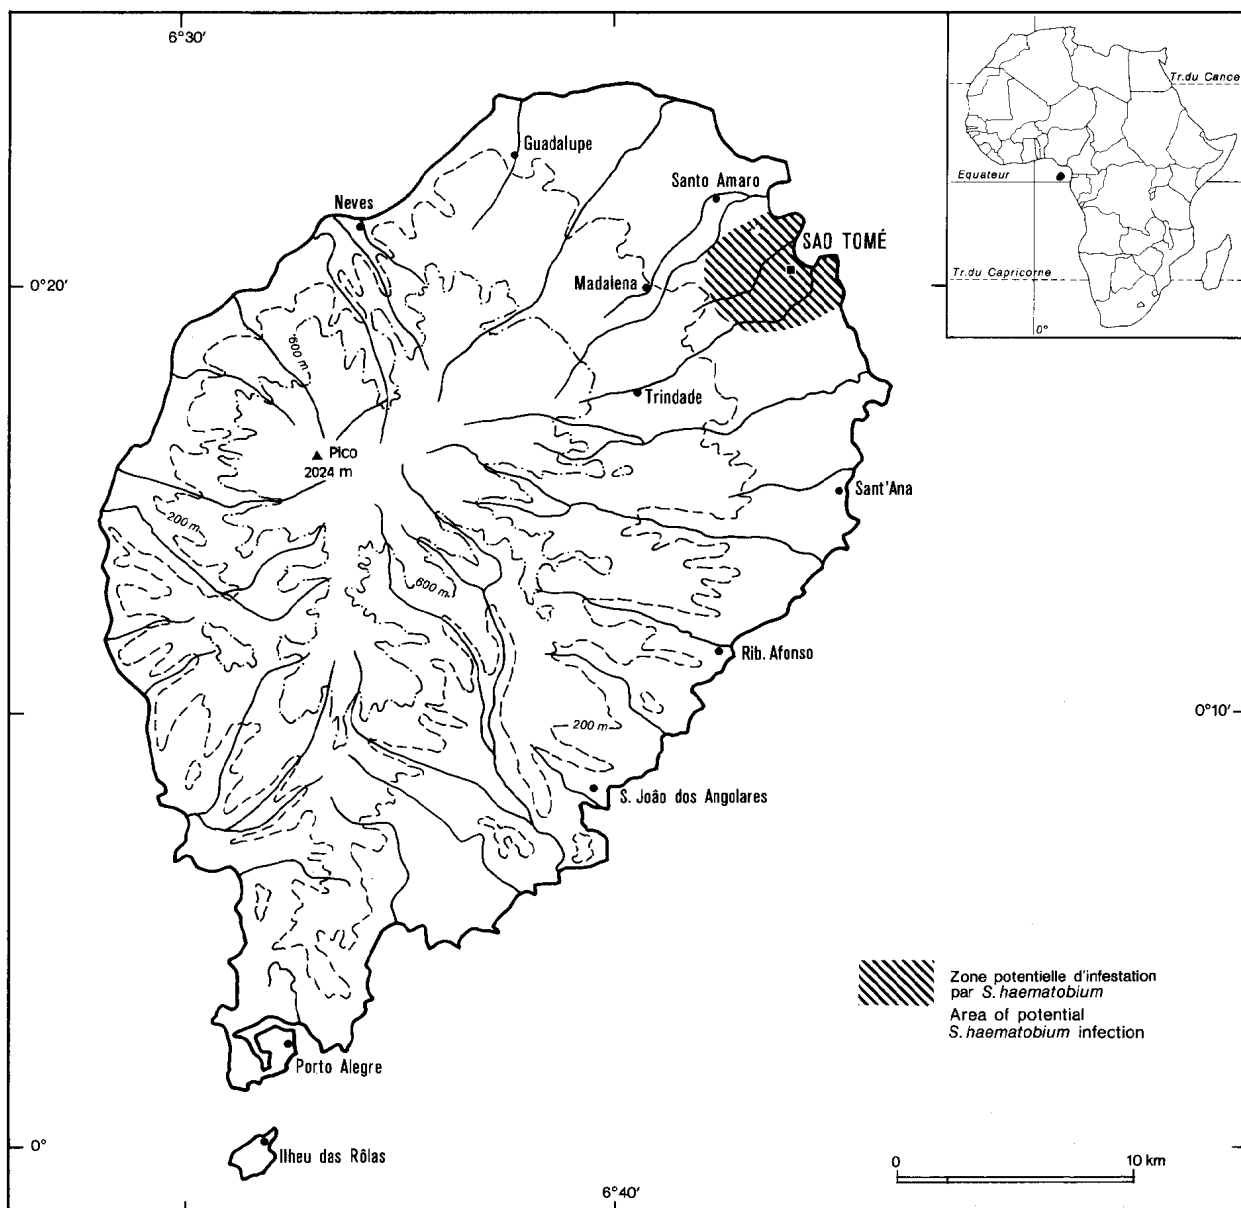 6°30′
Tr. du Cance
Guadalupe
Equateur
Santo Amaro
Neves
SAO TOMÉ
0°20′
Madalena
Tr. du Capricorne
0°
600 m
Trindade
Pico
2024 m
Sant'Ana
200 m
600 m
Rib. Afonso
0°10′
200 m
S. João dos Angolares
Zone potentielle d'infestation
par S. haematobium
Area of potential
S. haematobium infection
Porto Alegre
0°
Ilheu das Rôlas
0
10 km
6°40′